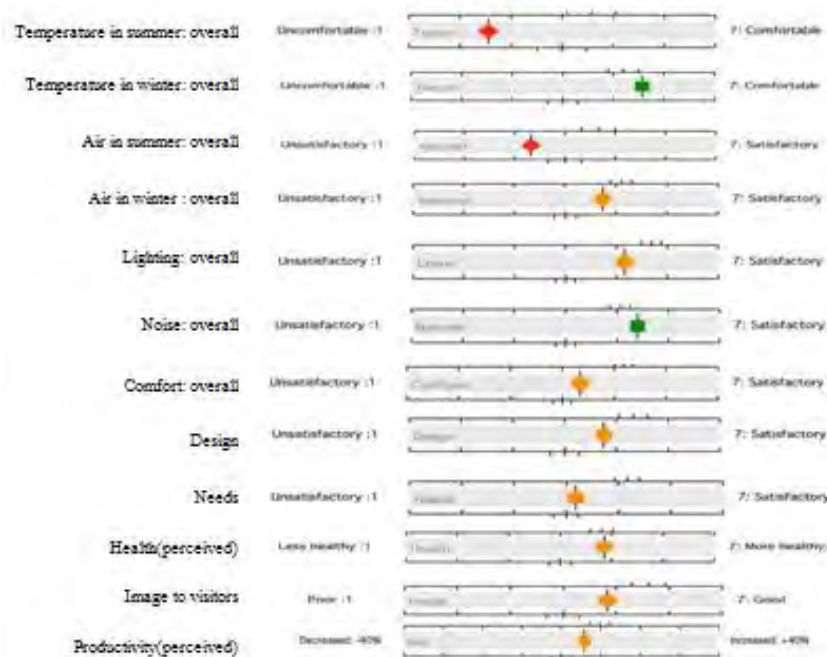 Temperature in summer: overall Uncomfortable :1 7: Comfortable
Temperature in winter: overall Uncomfortable :1 7: Comfortable
Air in summer: overall Unsatisfactory :1 7: Satisfactory
Air in winter : overall Unsatisfactory :1 7: Satisfactory
Lighting: overall Unsatisfactory :1 7: Satisfactory
Noise: overall Unsatisfactory :1 7: Satisfactory
Comfort: overall Unsatisfactory :1 7: Satisfactory
Design Unsatisfactory :1 Design 7: Satisfactory
Needs Unsatisfactory :1 7: Satisfactory
Health(perceived) Less healthy :1 Health 7: More healthy
Image to visitors Poor :1 7: Good
Productivity(perceived) Decreased: -40% Increased: +40%